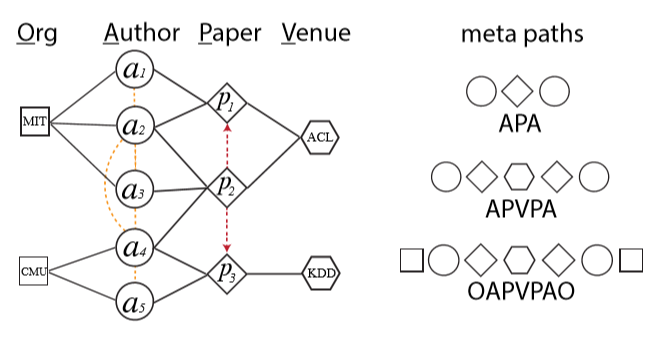 Org Author Paper Venue meta paths
a1
MIT
a2
a3
a4
CMU
a5
p1
p2
p3
ACL
KDD
APA
APVPA
OAPVPAO